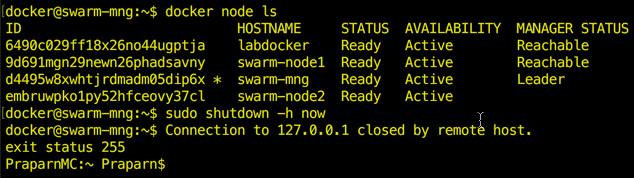 [docker@swarm-mng:~$ docker node ls
ID HOSTNAME STATUS AVAILABILITY MANAGER STATUS
6490c029ff18x26no44ugptja labdocker Ready Active Reachable
9d691mgn29newn26phadsavny swarm-node1 Ready Active Reachable
d4495w8xwhtjrdmadm05dip6x * swarm-mng Ready Active Leader
embruwpko1py52hfceovy37cl swarm-node2 Ready Active
[docker@swarm-mng:~$ sudo shutdown -h now
docker@swarm-mng:~$ Connection to 127.0.0.1 closed by remote host.
exit status 255
PraparnMC:~ Praparn$